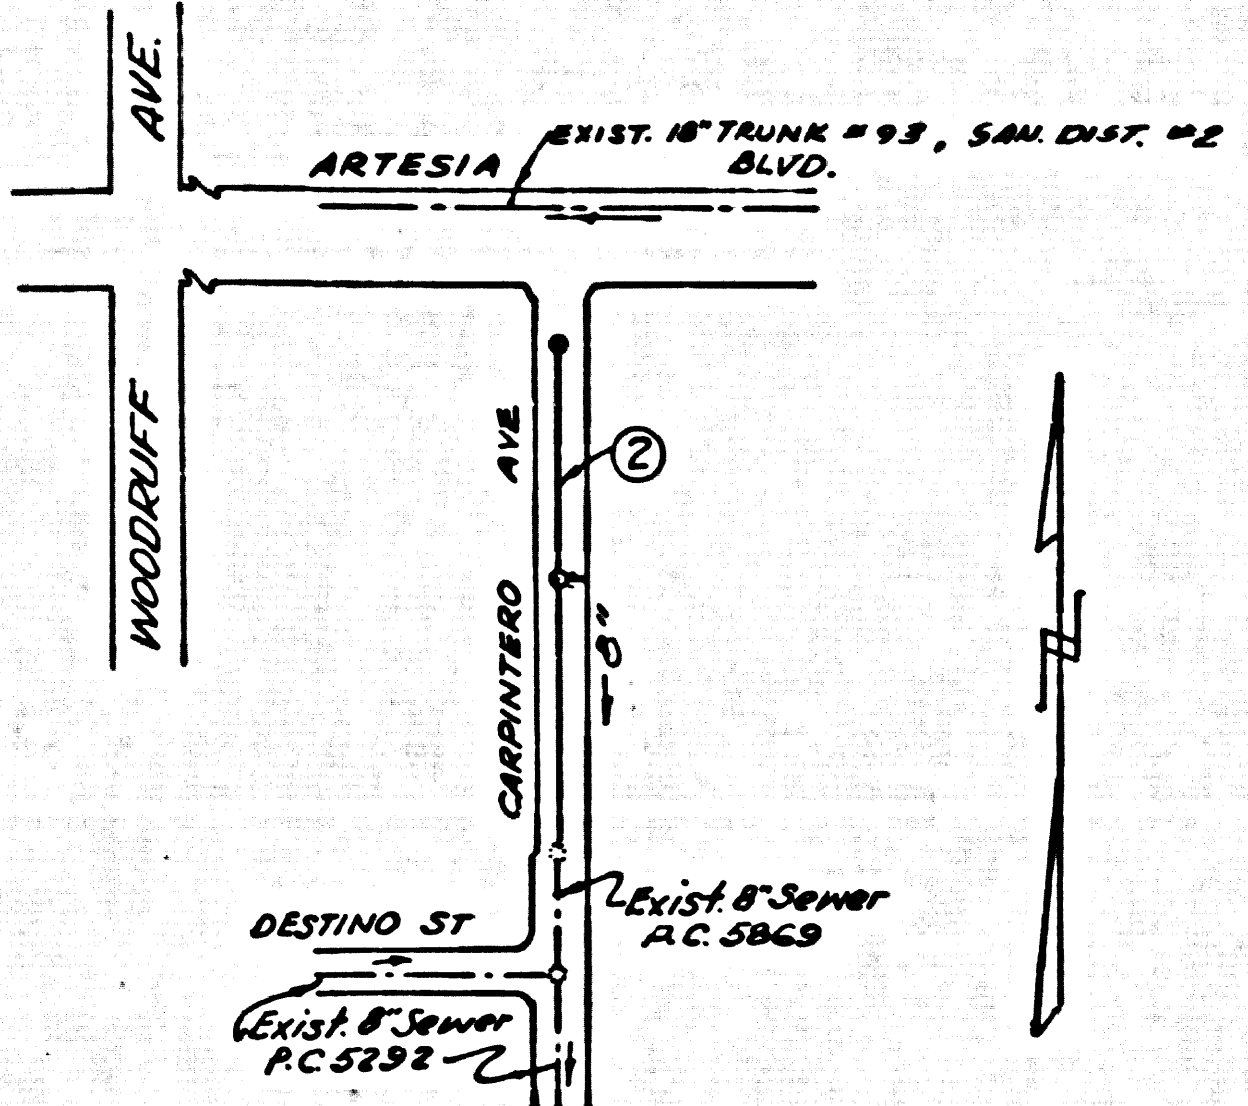 AVE.
EXIST. 18" TRUNK # 93, SAN. DIST. #2
ARTESIA BLVD.
WOODRUFF
CARPINTERO AVE
2
8"
N
Exist. 8" Sewer
P.C. 5869
DESTINO ST
Exist. 8" Sewer
P.C. 5292